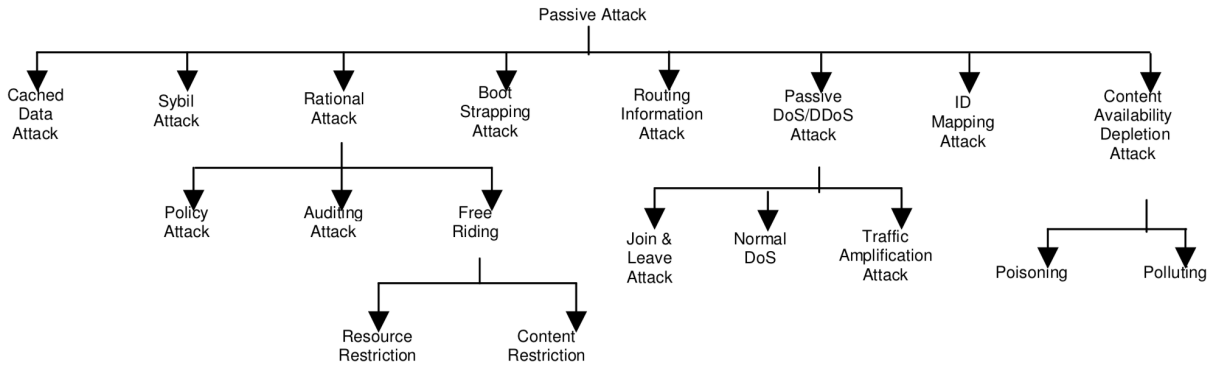 Passive Attack
Cached
Data
Attack
Sybil
Attack
Rational
Attack
Boot
Strapping
Attack
Routing
Information
Attack
Passive
DoS/DDoS
Attack
ID
Mapping
Attack
Content
Availability
Depletion
Attack
Policy
Attack
Auditing
Attack
Free
Riding
Join &
Leave
Attack
Normal
DoS
Traffic
Amplification
Attack
Poisoning
Polluting
Resource
Restriction
Content
Restriction